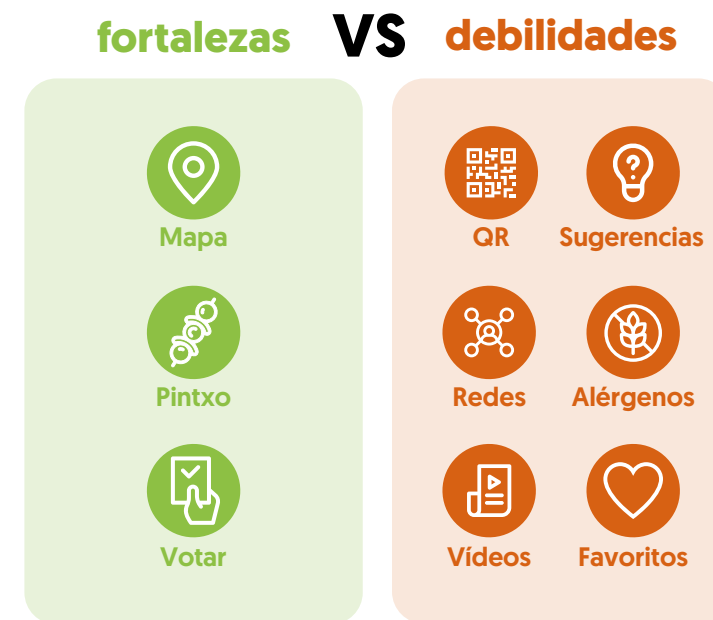 fortalezas VS debilidades
Mapa
Pintxo
Votar
QR Sugerencias
Redes Alérgenos
Vídeos Favoritos